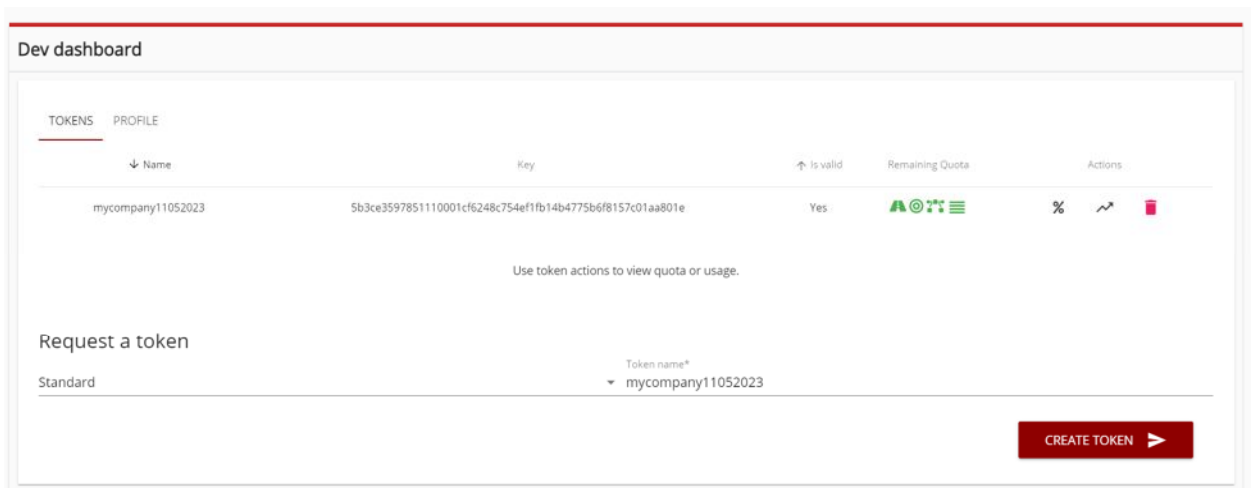 Dev dashboard
TOKENS PROFILE
Name Key Is valid Remaining Quota Actions
mycompany11052023 5b3ce3597851110001cf6248c754ef1fb14b4775b6f8157c01aa801e Yes %
Use token actions to view quota or usage.
Request a token
Token name*
Standard mycompany11052023
CREATE TOKEN